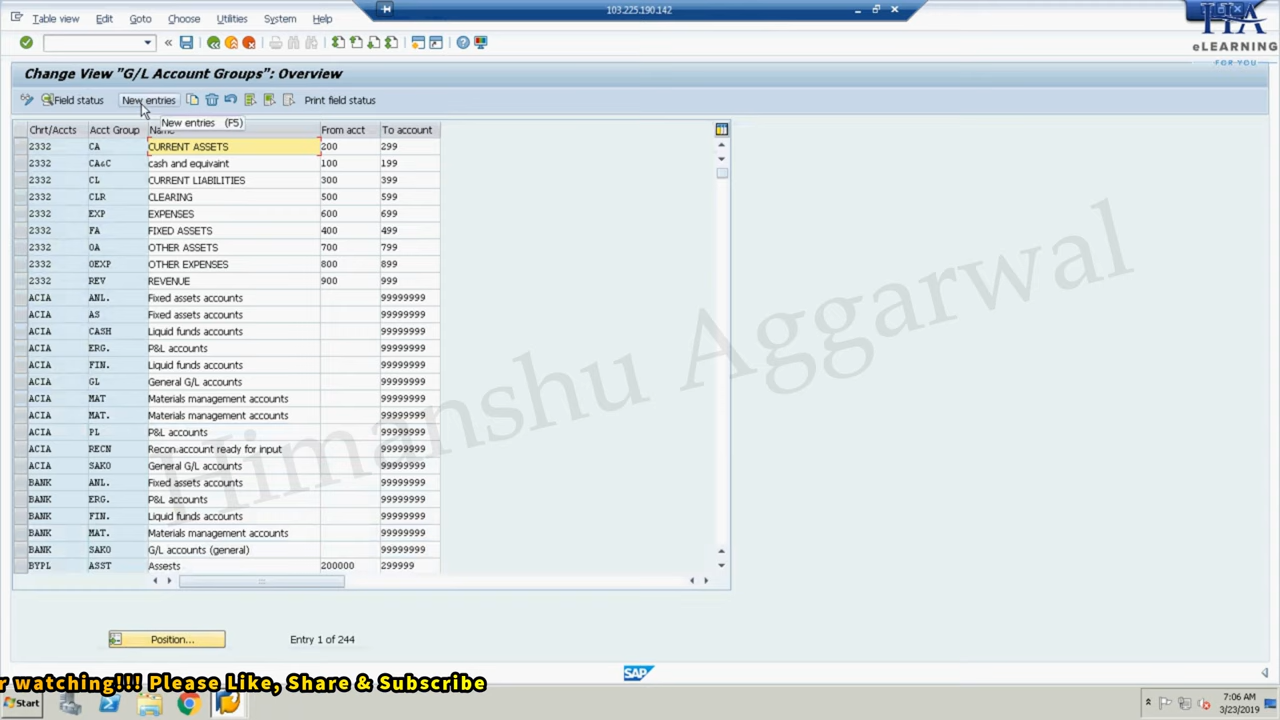 Table view Edit Goto Choose Utilities System Help
103.225.190.142
HA
eLEARNING
FOR YOU
Change View "G/L Account Groups": Overview
Field status New entries Print field status
New entries (F5)
Chrt/Accts Acct Group Name From acct To account
2332 CA CURRENT ASSETS 200 299
2332 CA&C cash and equivaint 100 199
2332 CL CURRENT LIABILITIES 300 399
2332 CLR CLEARING 500 599
2332 EXP EXPENSES 600 699
2332 FA FIXED ASSETS 400 499
2332 OA OTHER ASSETS 700 799
2332 OEXP OTHER EXPENSES 800 899
2332 REV REVENUE 900 999
ACIA ANL. Fixed assets accounts 99999999
ACIA AS Fixed assets accounts 99999999
ACIA CASH Liquid funds accounts 99999999
ACIA ERG. P&L accounts 99999999
ACIA FIN. Liquid funds accounts 99999999
ACIA GL General G/L accounts 99999999
ACIA MAT Materials management accounts 99999999
ACIA MAT. Materials management accounts 99999999
ACIA PL P&L accounts 99999999
ACIA RECN Recon.account ready for input 99999999
ACIA SAKO General G/L accounts 99999999
BANK ANL. Fixed assets accounts 99999999
BANK ERG. P&L accounts 99999999
BANK FIN. Liquid funds accounts 99999999
BANK MAT. Materials management accounts 99999999
BANK SAKO G/L accounts (general) 99999999
BYPL ASST Assests 200000 299999
Himanshu Aggarwal
Position... Entry 1 of 244
SAP
r watching!!! Please Like, Share & Subscribe
Start
7:06 AM
3/23/2019